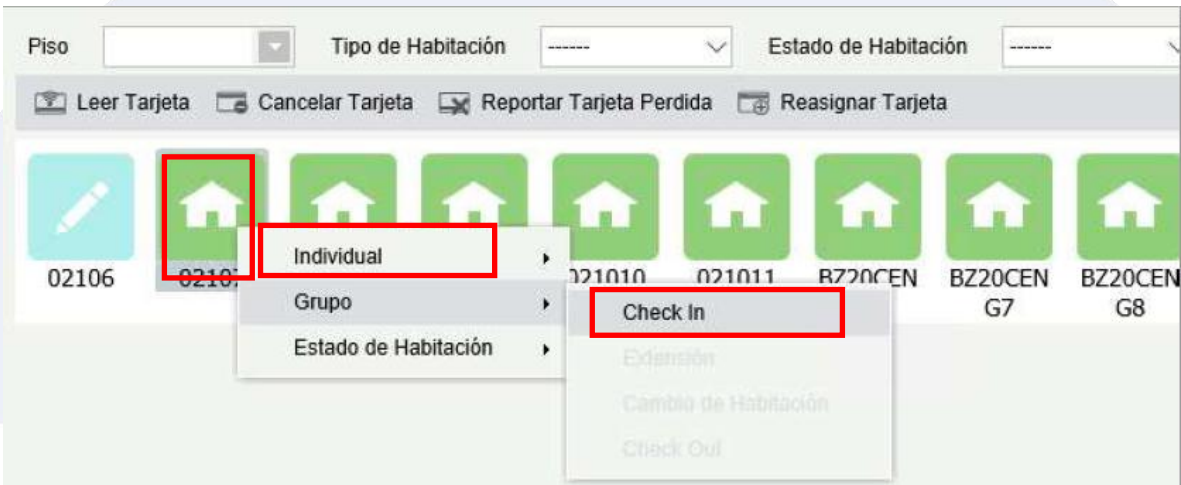 Piso Tipo de Habitación ------ Estado de Habitación ------
Leer Tarjeta Cancelar Tarjeta Reportar Tarjeta Perdida Reasignar Tarjeta
02106 02107 021010 021011 BZ20CEN BZ20CEN G7 BZ20CEN G8
Individual
Grupo
Estado de Habitación
Check In
Extensión
Cambio de Habitación
Check Out